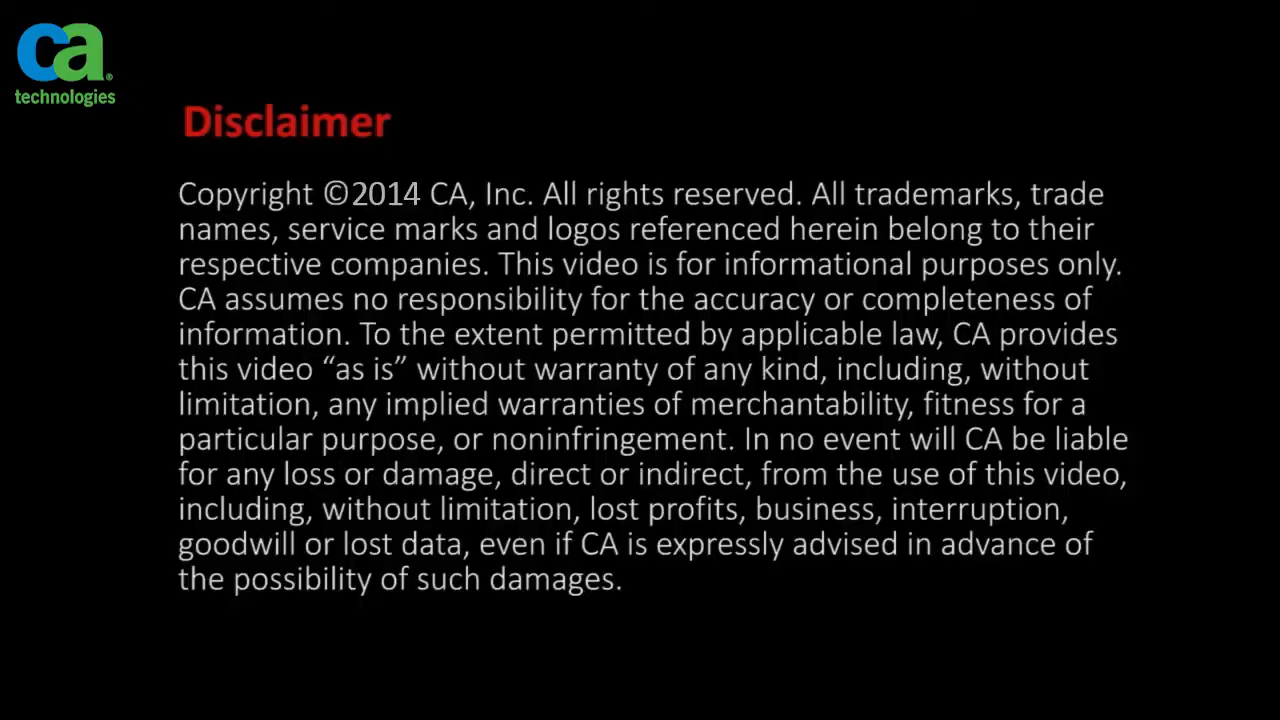 ca®
technologies
Disclaimer
Copyright ©2014 CA, Inc. All rights reserved. All trademarks, trade
names, service marks and logos referenced herein belong to their
respective companies. This video is for informational purposes only.
CA assumes no responsibility for the accuracy or completeness of
information. To the extent permitted by applicable law, CA provides
this video “as is” without warranty of any kind, including, without
limitation, any implied warranties of merchantability, fitness for a
particular purpose, or noninfringement. In no event will CA be liable
for any loss or damage, direct or indirect, from the use of this video,
including, without limitation, lost profits, business, interruption,
goodwill or lost data, even if CA is expressly advised in advance of
the possibility of such damages.